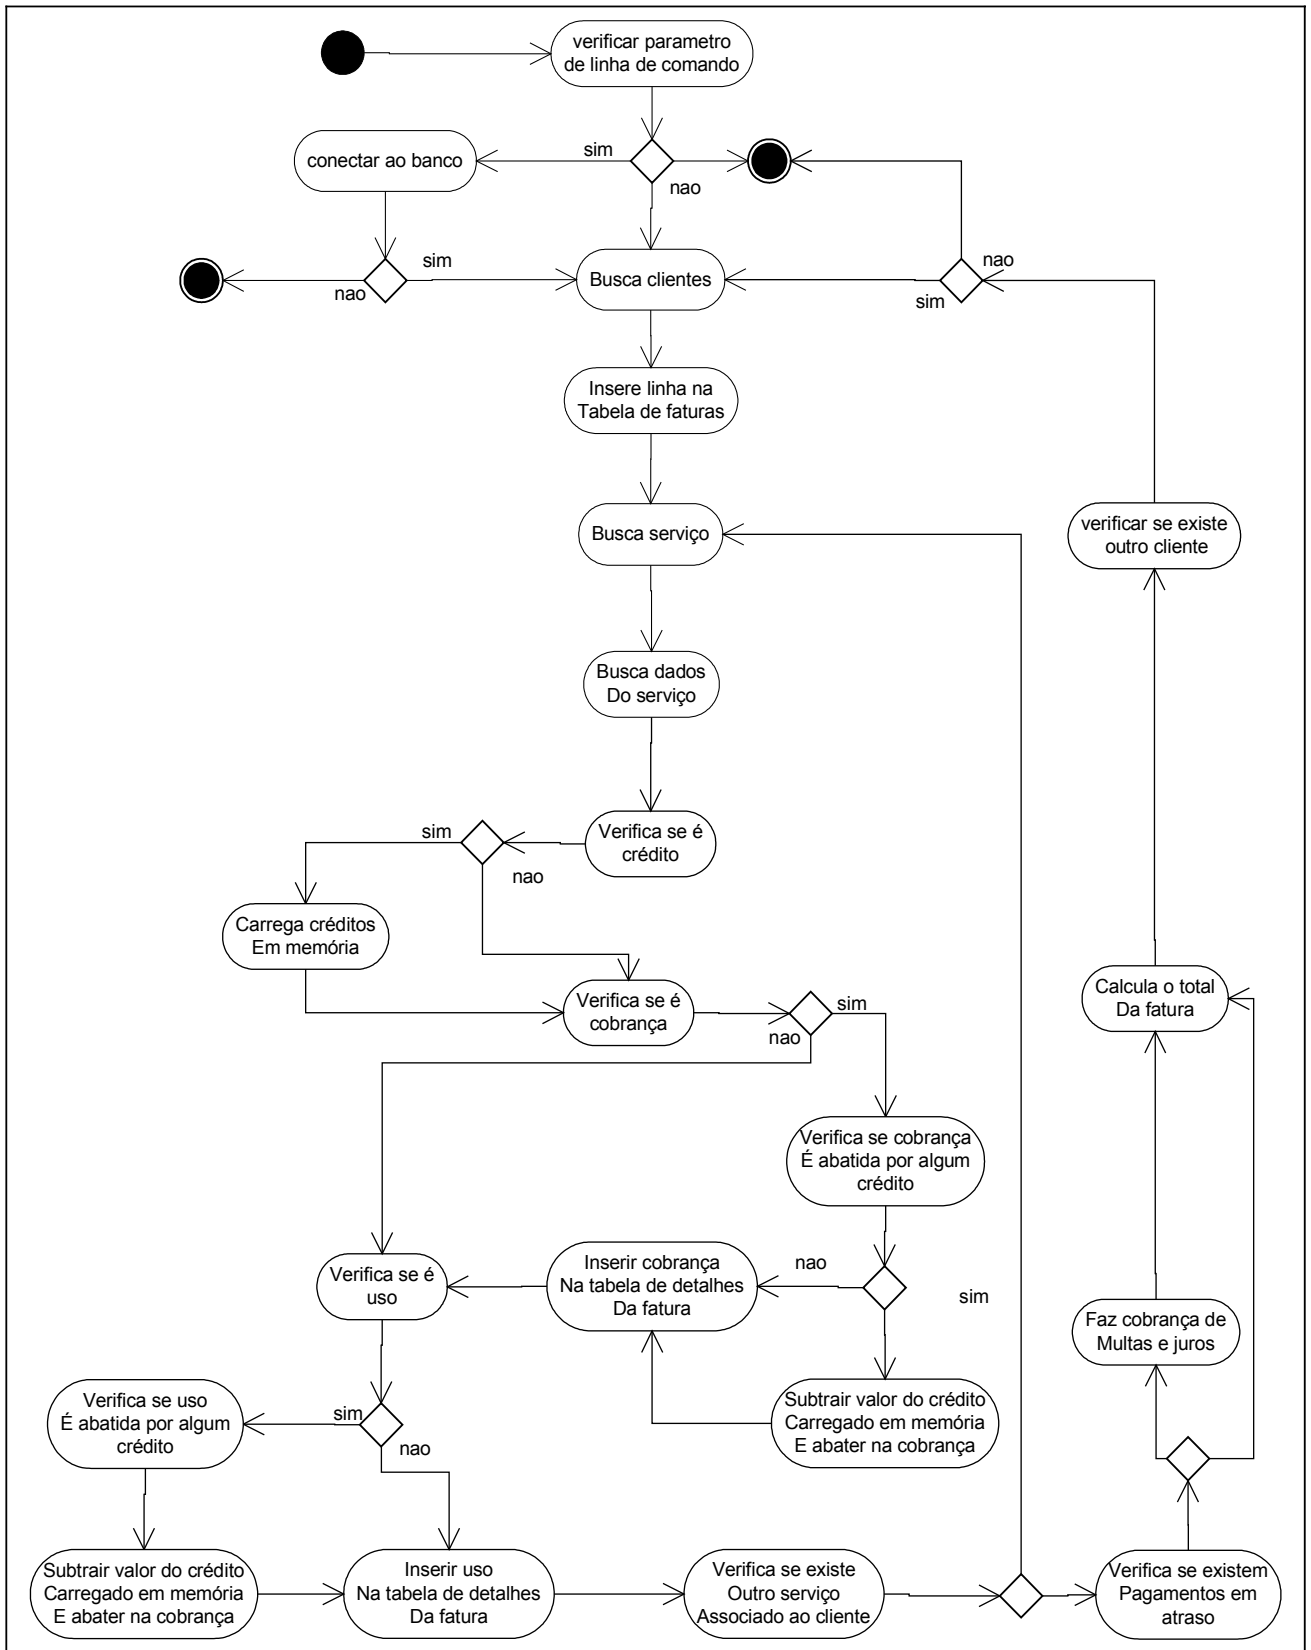 verificar parametro
de linha de comando
conectar ao banco
sim
nao
sim
nao
Busca clientes
nao
sim
Insere linha na
Tabela de faturas
Busca serviço
verificar se existe
outro cliente
Busca dados
Do serviço
sim
nao
Verifica se é
crédito
Carrega créditos
Em memória
Verifica se é
cobrança
sim
nao
Calcula o total
Da fatura
Verifica se cobrança
É abatida por algum
crédito
Verifica se é
uso
Inserir cobrança
Na tabela de detalhes
Da fatura
nao
sim
Faz cobrança de
Multas e juros
Verifica se uso
É abatida por algum
crédito
sim
nao
Subtrair valor do crédito
Carregado em memória
E abater na cobrança
Subtrair valor do crédito
Carregado em memória
E abater na cobrança
Inserir uso
Na tabela de detalhes
Da fatura
Verifica se existe
Outro serviço
Associado ao cliente
Verifica se existem
Pagamentos em
atraso